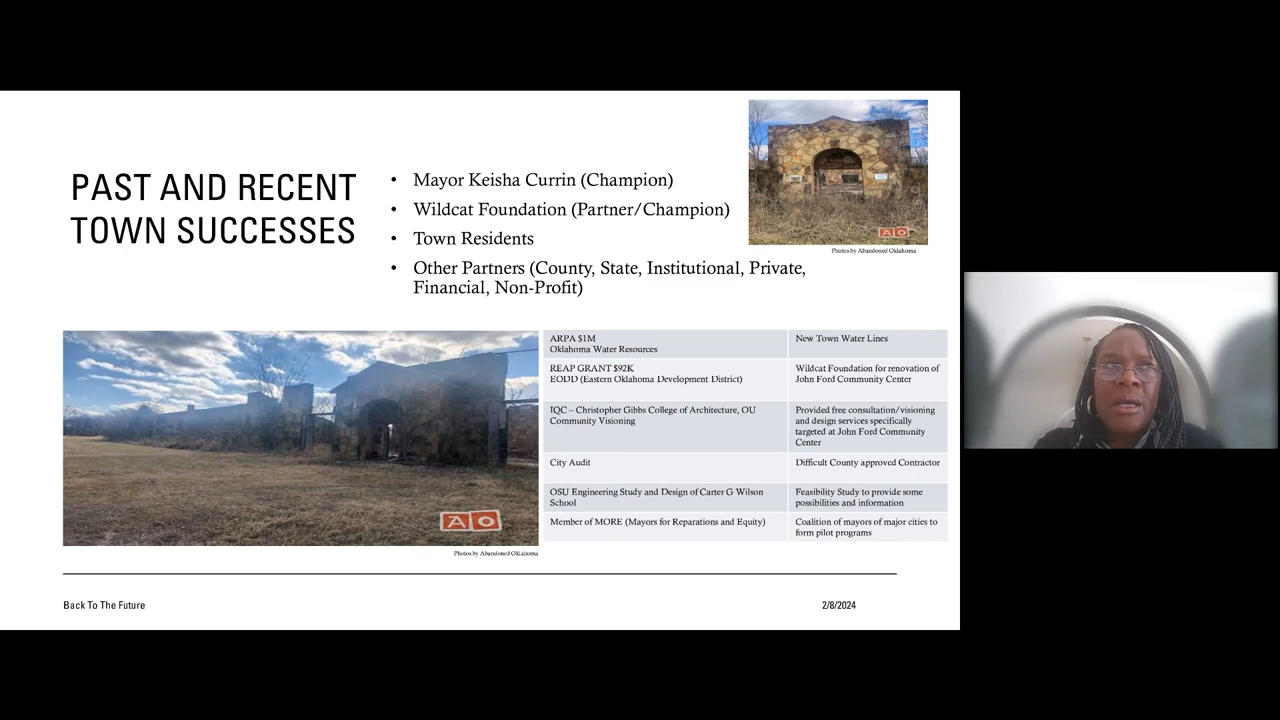 PAST AND RECENT
TOWN SUCCESSES
• Mayor Keisha Currin (Champion)
• Wildcat Foundation (Partner/Champion)
• Town Residents
• Other Partners (County, State, Institutional, Private,
Financial, Non-Profit)
AO
Photos by Abandoned Oklahoma
AO
Photos by Abandoned Oklahoma
ARPA $1M
Oklahoma Water Resources
New Town Water Lines
REAP GRANT $92K
EODD (Eastern Oklahoma Development District)
Wildcat Foundation for renovation of
John Ford Community Center
IQC – Christopher Gibbs College of Architecture, OU
Community Visioning
Provided free consultation/visioning
and design services specifically
targeted at John Ford Community
Center
City Audit
Difficult County approved Contractor
OSU Engineering Study and Design of Carter G Wilson
School
Feasibility Study to provide some
possibilities and information
Member of MORE (Mayors for Reparations and Equity)
Coalition of mayors of major cities to
form pilot programs
Back To The Future
2/8/2024